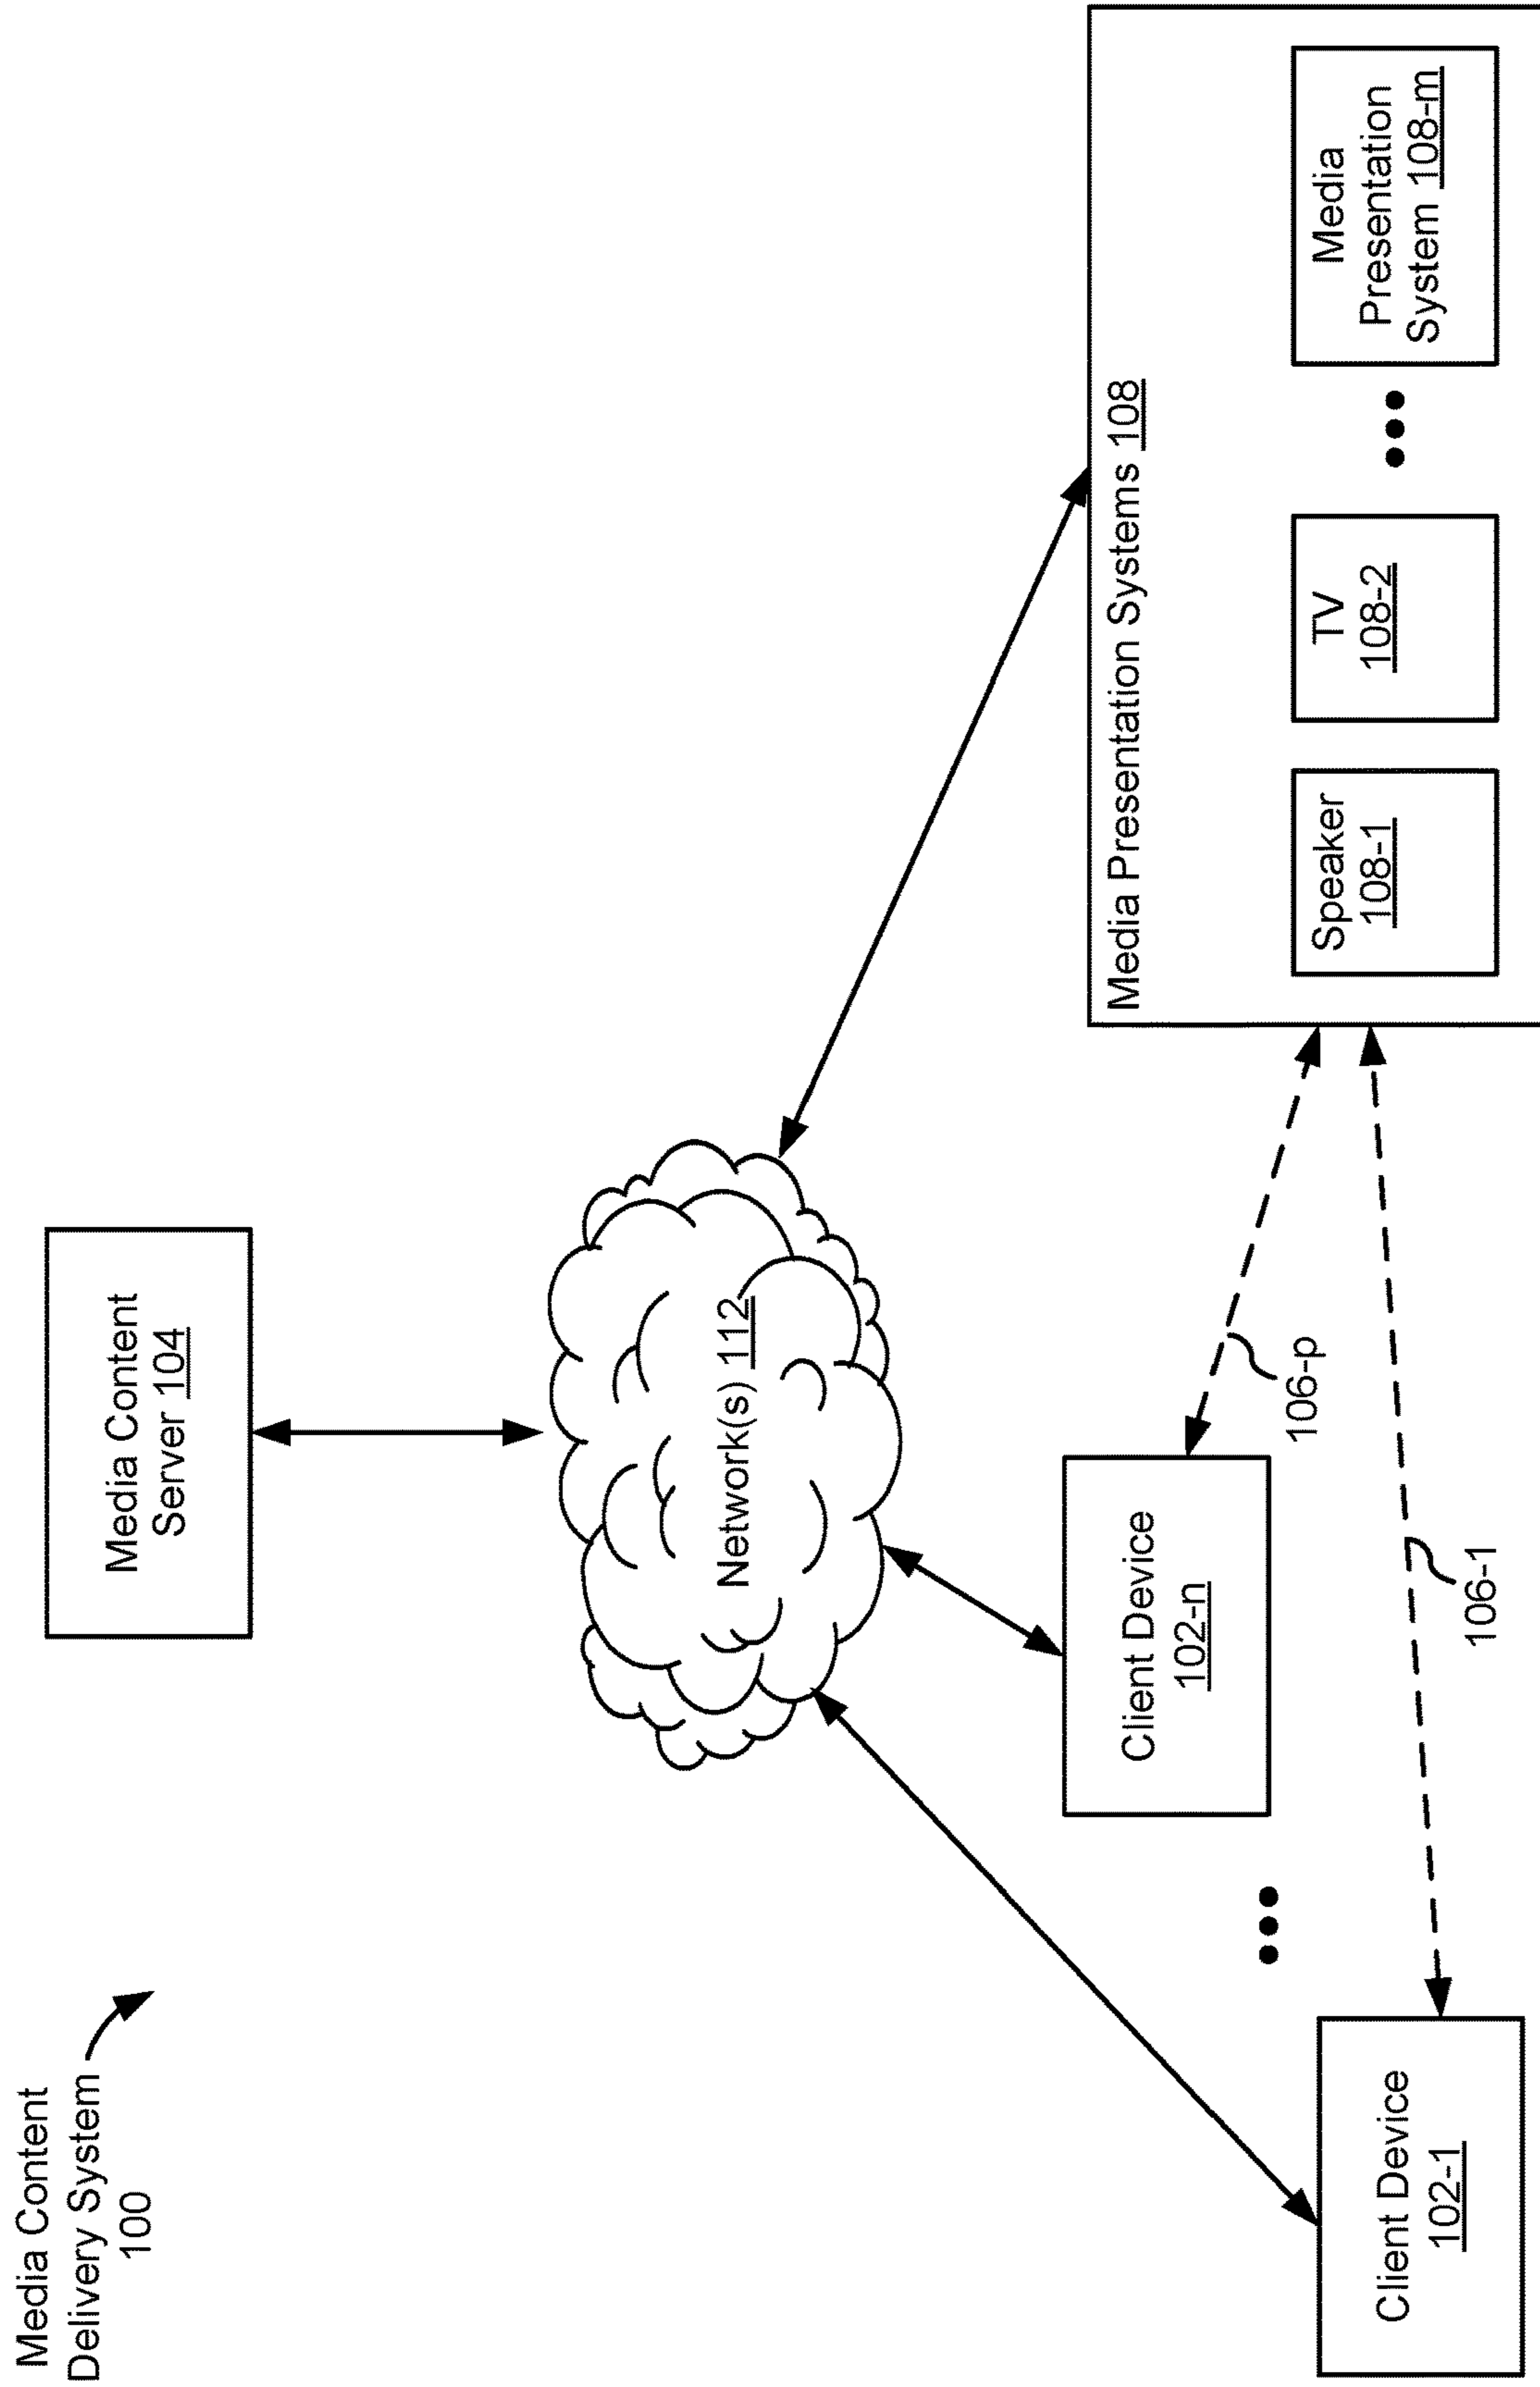 Media Content
Delivery System
100
Media Content
Server 104
Network(s) 112
Client Device
102-1
Client Device
102-n
106-p
106-1
Media Presentation Systems 108
Speaker
108-1
TV
108-2
Media
Presentation
System 108-m